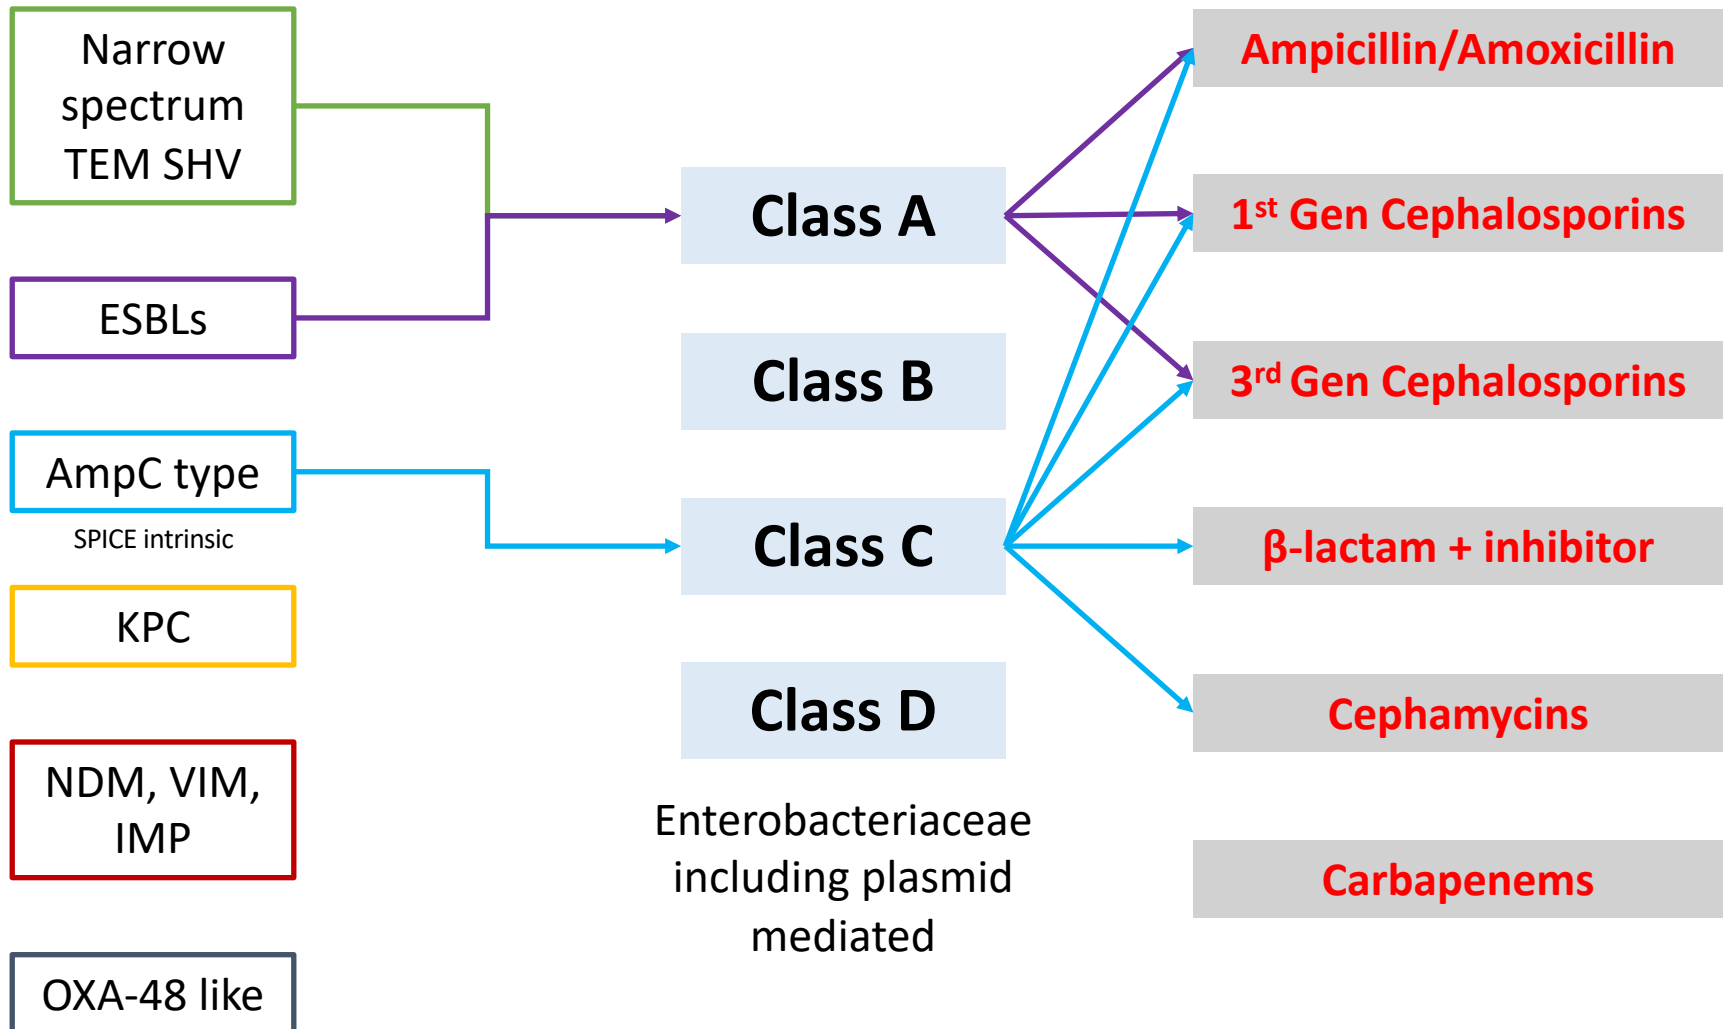 Narrow
spectrum
TEM SHV
ESBLs
AmpC type
SPICE intrinsic
KPC
NDM, VIM,
IMP
OXA-48 like
Class A
Class B
Class C
Class D
Enterobacteriaceae
including plasmid
mediated
Ampicillin/Amoxicillin
1st Gen Cephalosporins
3rd Gen Cephalosporins
β-lactam + inhibitor
Cephamycins
Carbapenems